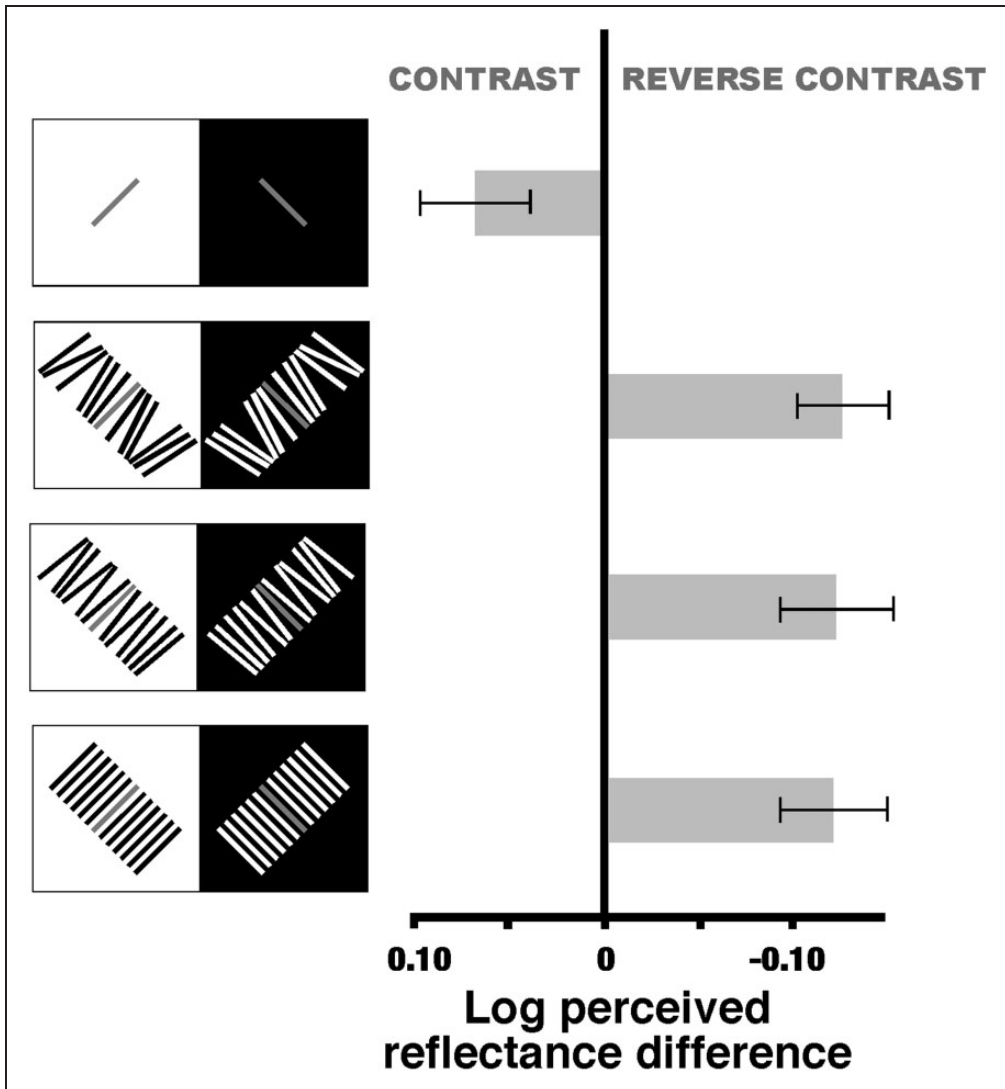 CONTRAST
REVERSE CONTRAST
0.10
0
-0.10
Log perceived
reflectance difference